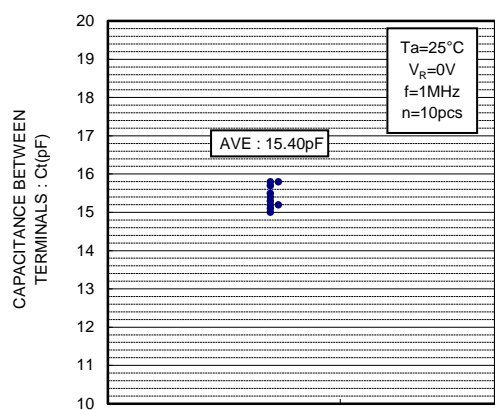 20
19
18
17
16
15
14
13
12
11
10
CAPACITANCE BETWEEN
TERMINALS : Ct(pF)
Ta=25°C
VR=0V
f=1MHz
n=10pcs
AVE : 15.40pF